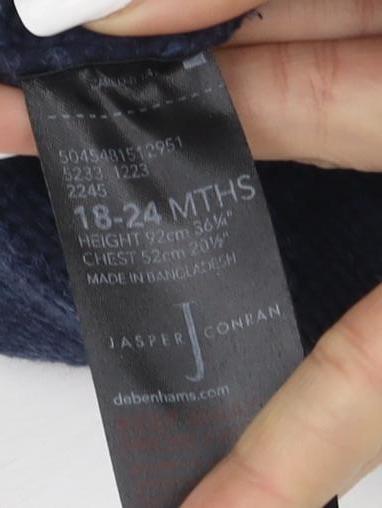 5045481512951
5233 1223
2245
18-24 MTHS
HEIGHT 92cm 36¼"
CHEST 52cm 20½"
MADE IN BANGLADESH
JASPER J CONRAN
debenhams.com